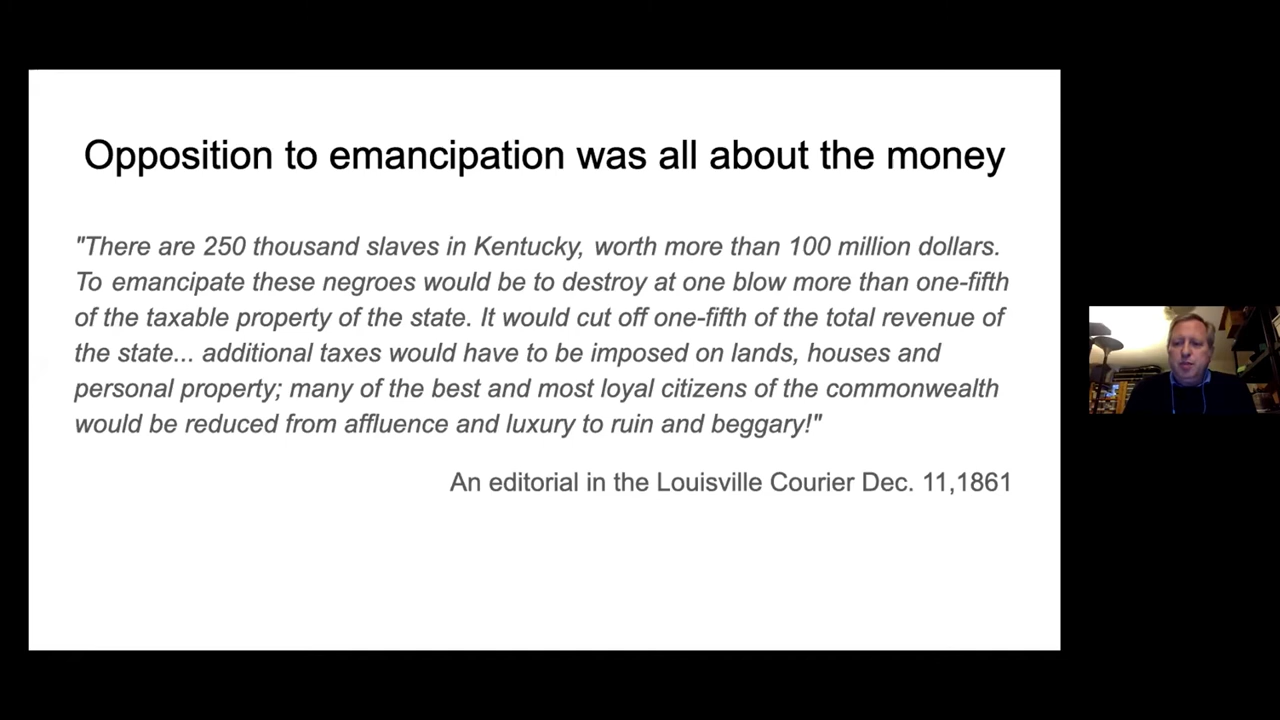 Opposition to emancipation was all about the money
"There are 250 thousand slaves in Kentucky, worth more than 100 million dollars.
To emancipate these negroes would be to destroy at one blow more than one-fifth
of the taxable property of the state. It would cut off one-fifth of the total revenue of
the state... additional taxes would have to be imposed on lands, houses and
personal property; many of the best and most loyal citizens of the commonwealth
would be reduced from affluence and luxury to ruin and beggary!"
An editorial in the Louisville Courier Dec. 11,1861